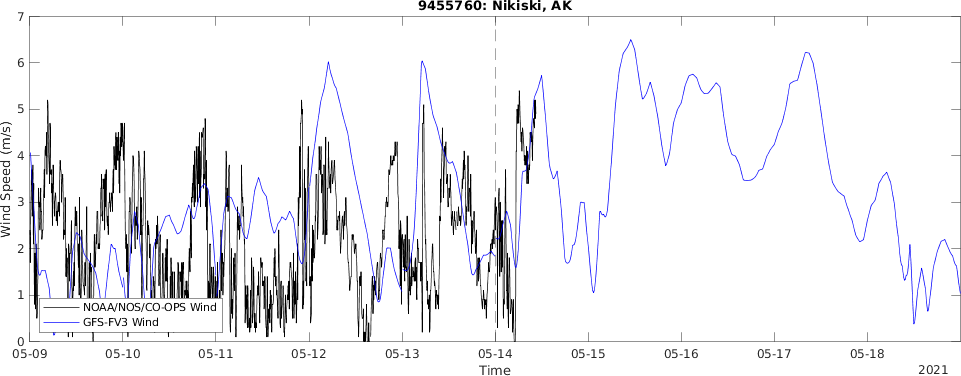 9455760: Nikiski, AK
7
6
5
4
3
2
1
0
Wind Speed (m/s)
NOAA/NOS/CO-OPS Wind
GFS-FV3 Wind
05-09 05-10 05-11 05-12 05-13 05-14 05-15 05-16 05-17 05-18
Time
2021